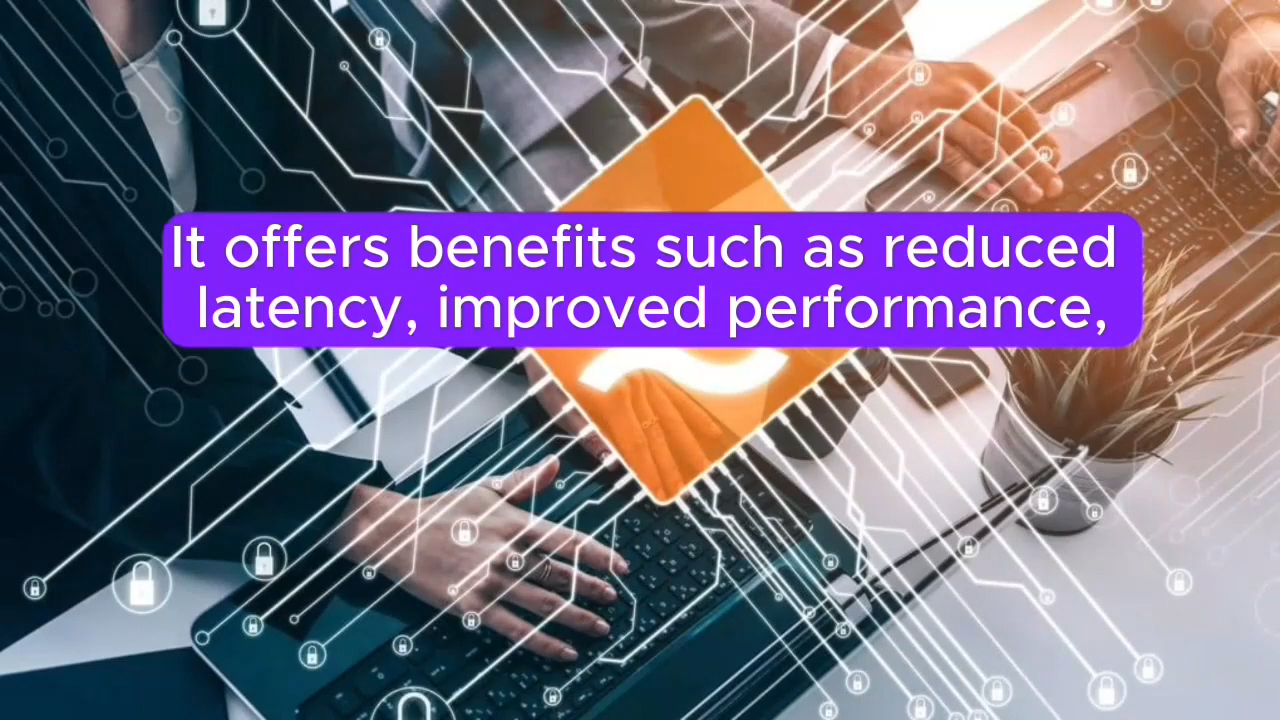 It offers benefits such as reduced
latency, improved performance,